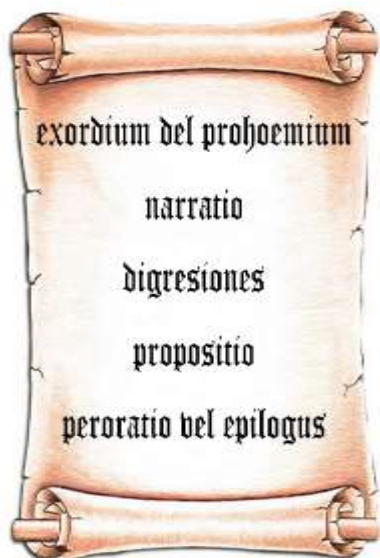 exordium del prohoemium
narratio
digresiones
propositio
peroratio vel epilogus